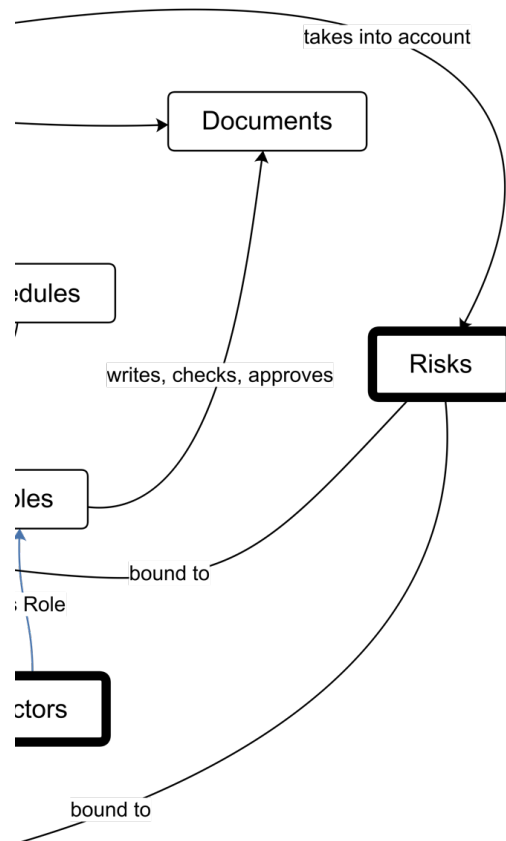 takes into account
Documents
edules
Risks
writes, checks, approves
oles
bound to
s Role
ctors
bound to